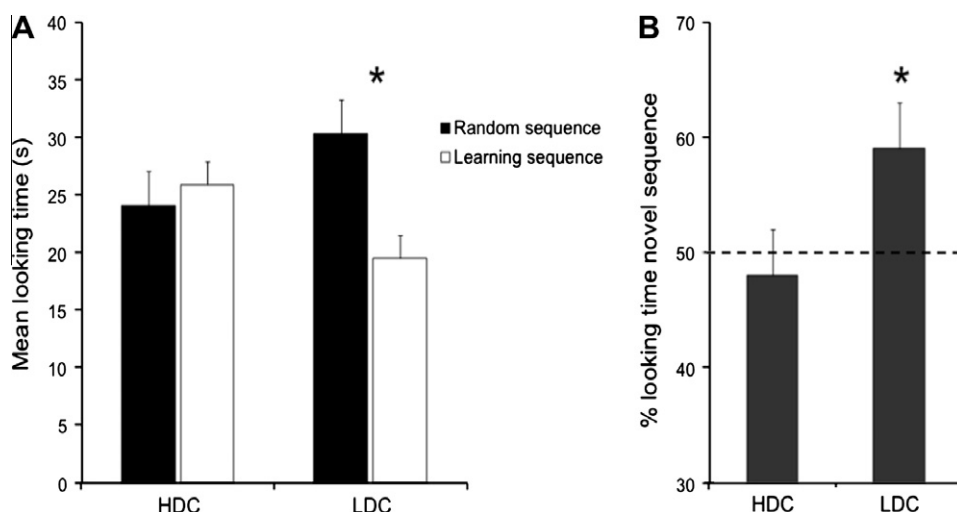 A
Mean looking time (s)
40
35
30
25
20
15
10
5
0
*
Random sequence
Learning sequence
HDC
LDC
B
% looking time novel sequence
70
60
50
40
30
*
HDC
LDC